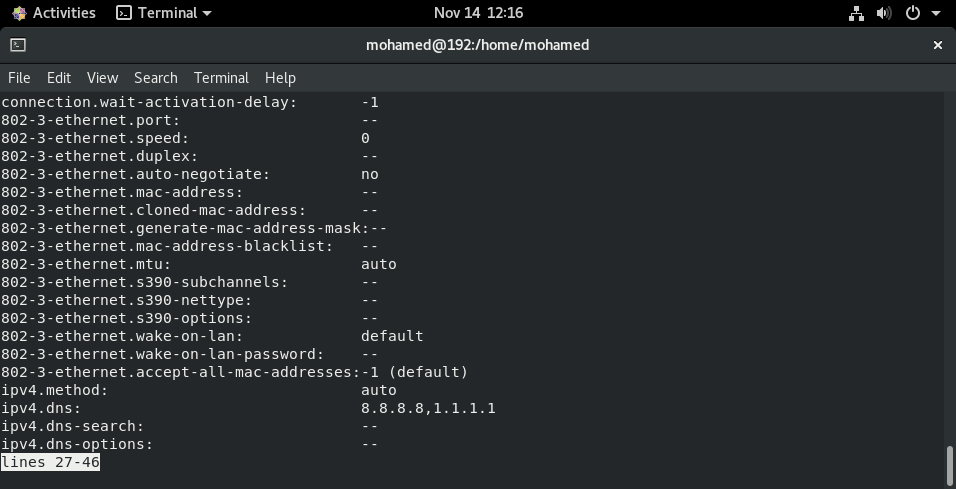 Activities Terminal Nov 14 12:16
mohamed@192:/home/mohamed
File Edit View Search Terminal Help
connection.wait-activation-delay: -1
802-3-ethernet.port: --
802-3-ethernet.speed: 0
802-3-ethernet.duplex: --
802-3-ethernet.auto-negotiate: no
802-3-ethernet.mac-address: --
802-3-ethernet.cloned-mac-address: --
802-3-ethernet.generate-mac-address-mask:--
802-3-ethernet.mac-address-blacklist: --
802-3-ethernet.mtu: auto
802-3-ethernet.s390-subchannels: --
802-3-ethernet.s390-nettype: --
802-3-ethernet.s390-options: --
802-3-ethernet.wake-on-lan: default
802-3-ethernet.wake-on-lan-password: --
802-3-ethernet.accept-all-mac-addresses:-1 (default)
ipv4.method: auto
ipv4.dns: 8.8.8.8,1.1.1.1
ipv4.dns-search: --
ipv4.dns-options: --
lines 27-46